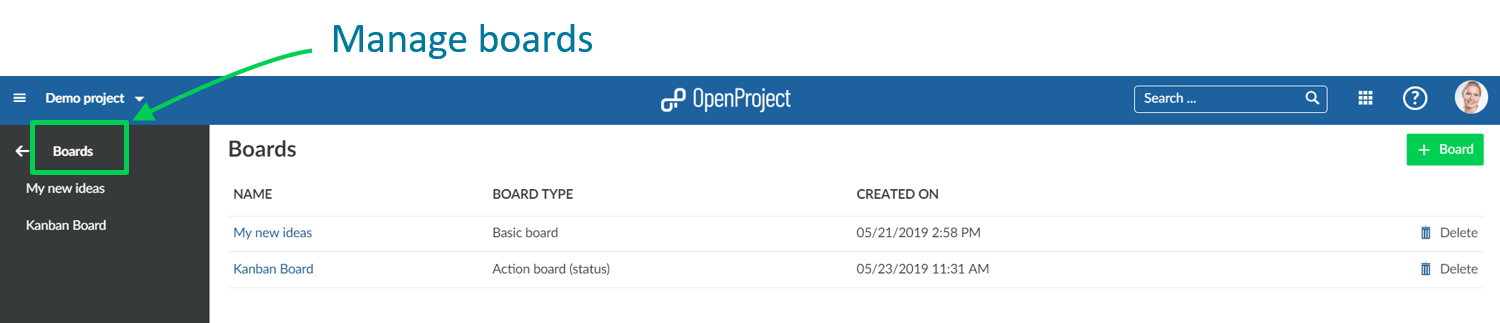 Manage boards
Demo project
OpenProject
Search ...
?
Boards
My new ideas
Kanban Board
Boards
+ Board
NAME BOARD TYPE CREATED ON
My new ideas Basic board 05/21/2019 2:58 PM Delete
Kanban Board Action board (status) 05/23/2019 11:31 AM Delete